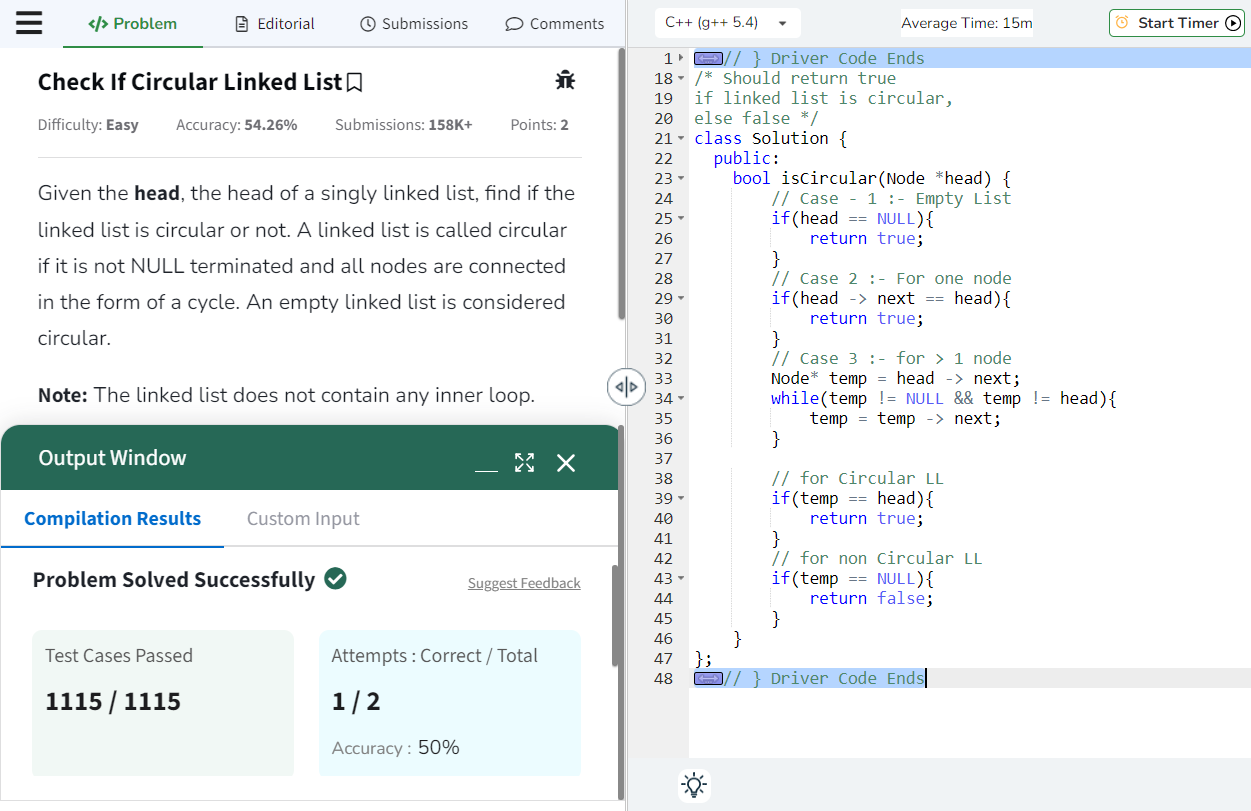 </> Problem
Editorial
Submissions
Comments
Check If Circular Linked List
Difficulty: Easy Accuracy: 54.26% Submissions: 158K+ Points: 2
Given the head, the head of a singly linked list, find if the
linked list is circular or not. A linked list is called circular
if it is not NULL terminated and all nodes are connected
in the form of a cycle. An empty linked list is considered
circular.
Note: The linked list does not contain any inner loop.
Output Window
Compilation Results Custom Input
Problem Solved Successfully
Suggest Feedback
Test Cases Passed
1115 / 1115
Attempts : Correct / Total
1 / 2
Accuracy : 50%
C++ (g++ 5.4)
Average Time: 15m
Start Timer
1 // } Driver Code Ends
18 /* Should return true
19 if linked list is circular,
20 else false */
21 class Solution {
22 public:
23 bool isCircular(Node *head) {
24 // Case - 1 :- Empty List
25 if(head == NULL){
26 return true;
27 }
28 // Case 2 :- For one node
29 if(head -> next == head){
30 return true;
31 }
32 // Case 3 :- for > 1 node
33 Node* temp = head -> next;
34 while(temp != NULL && temp != head){
35 temp = temp -> next;
36 }
37
38 // for Circular LL
39 if(temp == head){
40 return true;
41 }
42 // for non Circular LL
43 if(temp == NULL){
44 return false;
45 }
46 }
47 };
48 // } Driver Code Ends